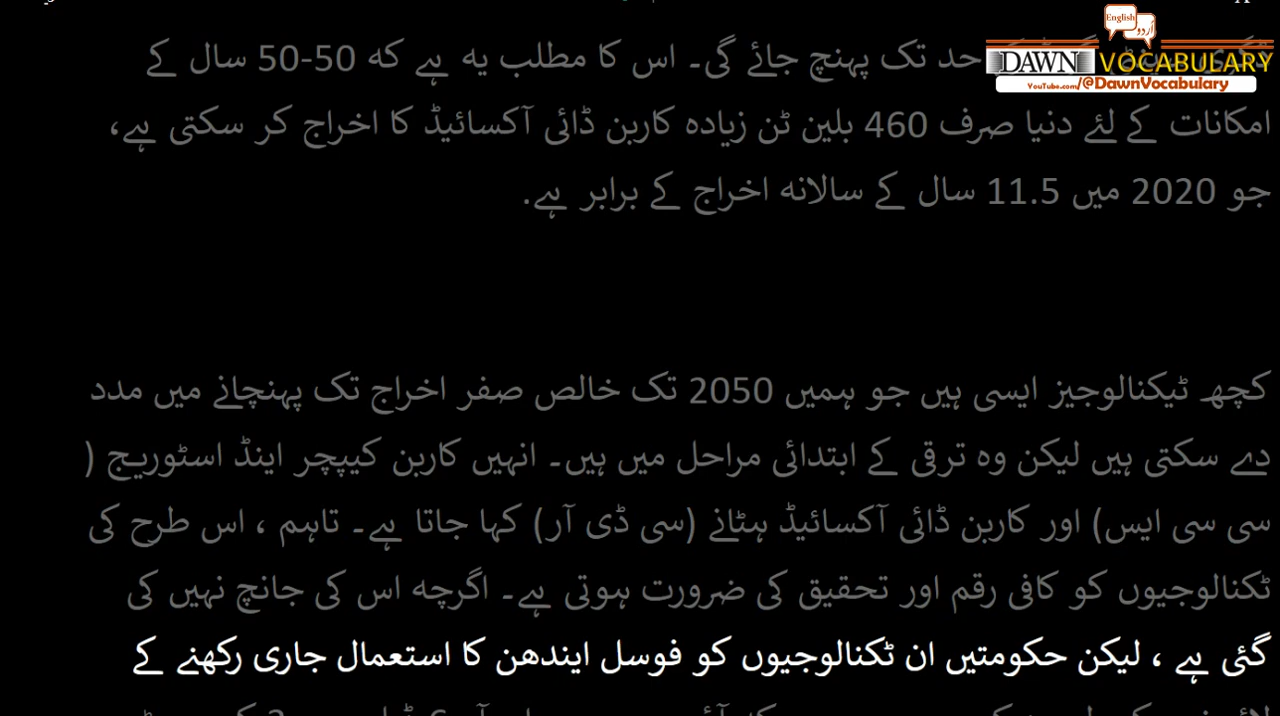 English
اُردو
DAWN VOCABULARY
YouTube.com/@DawnVocabulary
حد تک پہنچ جائے گی۔ اس کا مطلب یہ ہے کہ 50-50 سال کے
امکانات کے لئے دنیا صرف 460 بلین ٹن زیادہ کاربن ڈائی آکسائیڈ کا اخراج کر سکتی ہے،
جو 2020 میں 11.5 سال کے سالانہ اخراج کے برابر ہے.
کچھ ٹیکنالوجیز ایسی ہیں جو ہمیں 2050 تک خالص صفر اخراج تک پہنچانے میں مدد
دے سکتی ہیں لیکن وہ ترقی کے ابتدائی مراحل میں ہیں۔ انہیں کاربن کیپچر اینڈ اسٹوریج (
سی سی ایس) اور کاربن ڈائی آکسائیڈ ہٹانے (سی ڈی آر) کہا جاتا ہے۔ تاہم ، اس طرح کی
ٹکنالوجیوں کو کافی رقم اور تحقیق کی ضرورت ہوتی ہے۔ اگرچہ اس کی جانچ نہیں کی
گئی ہے ، لیکن حکومتیں ان ٹکنالوجیوں کو فوسل ایندھن کا استعمال جاری رکھنے کے